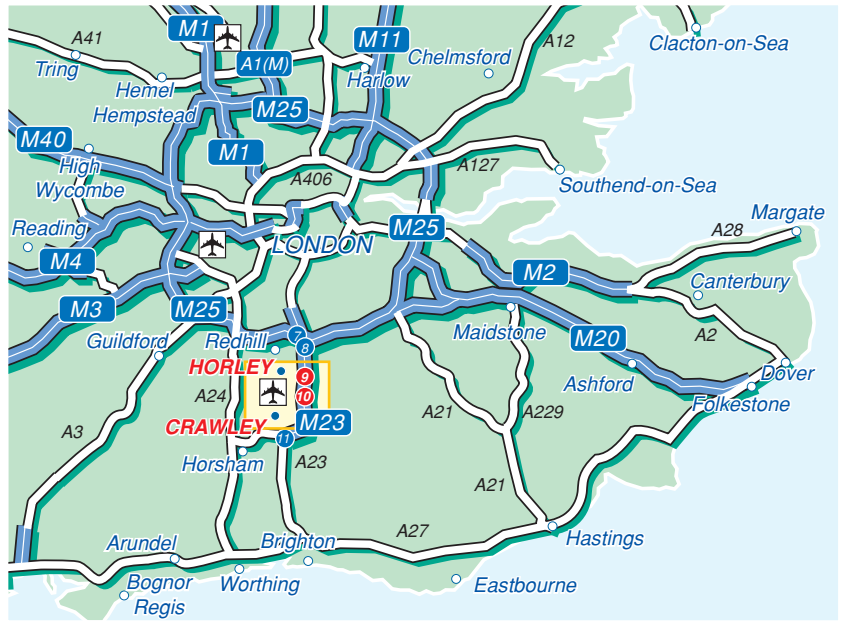 M1
A41
Tring
Hemel
Hempstead
A1(M)
M11
Harlow
Chelmsford
A12
Clacton-on-Sea
M25
M40
High
Wycombe
M1
A406
A127
Southend-on-Sea
Reading
M4
LONDON
M25
Margate
A28
M2
Canterbury
M3
M25
Guildford
Redhill
7
8
Maidstone
M20
A2
Dover
Folkestone
Ashford
HORLEY
9
10
A24
CRAWLEY
M23
11
A3
Horsham
A23
A21
A229
A21
A27
Hastings
Arundel
Brighton
Bognor
Regis
Worthing
Eastbourne